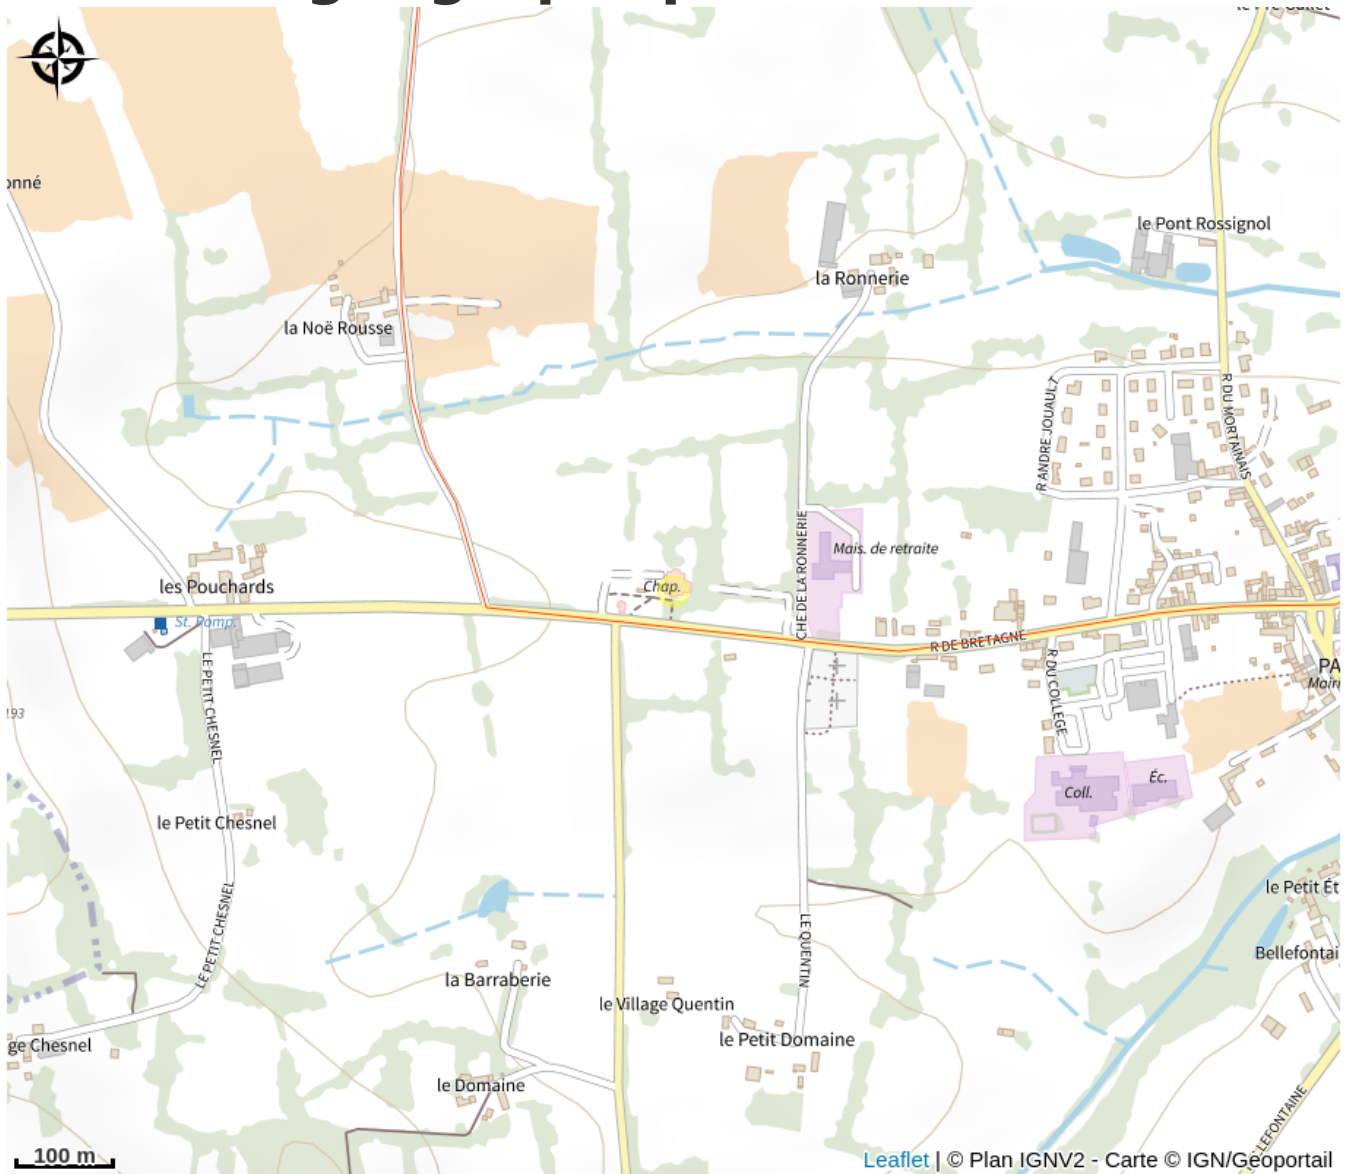 onné
le Pont Rossignol
la Ronnerie
la Noë Rousse
R ANDRE JOUAULT
R DU MORTAINAIS
CHE DE LA RONNERIE
Mais. de retraite
les Pouchards
Chap.
St. Pomp.
R DE BRETAGNE
LE PETIT CHESNEL
R DU COLLEGE
PA
Mair
193
Coll.
Éc.
le Petit Chesnel
LE PETIT CHESNEL
le Petit Ét
LE QUENTIN
Bellefontai
la Barraberie
le Village Quentin
le Petit Domaine
ge Chesnel
le Domaine
LLEFONTAINE
100 m
Leaflet | © Plan IGNV2 - Carte © IGN/Géoportail